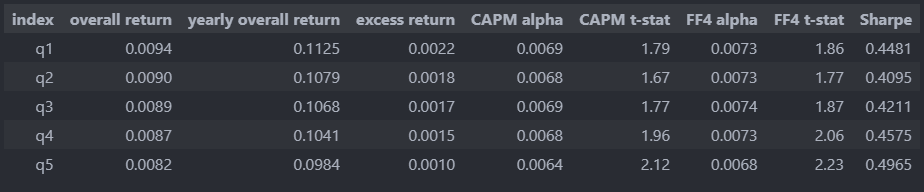 index overall return yearly overall return excess return CAPM alpha CAPM t-stat FF4 alpha FF4 t-stat Sharpe
q1 0.0094 0.1125 0.0022 0.0069 1.79 0.0073 1.86 0.4481
q2 0.0090 0.1079 0.0018 0.0068 1.67 0.0073 1.77 0.4095
q3 0.0089 0.1068 0.0017 0.0069 1.77 0.0074 1.87 0.4211
q4 0.0087 0.1041 0.0015 0.0068 1.96 0.0073 2.06 0.4575
q5 0.0082 0.0984 0.0010 0.0064 2.12 0.0068 2.23 0.4965